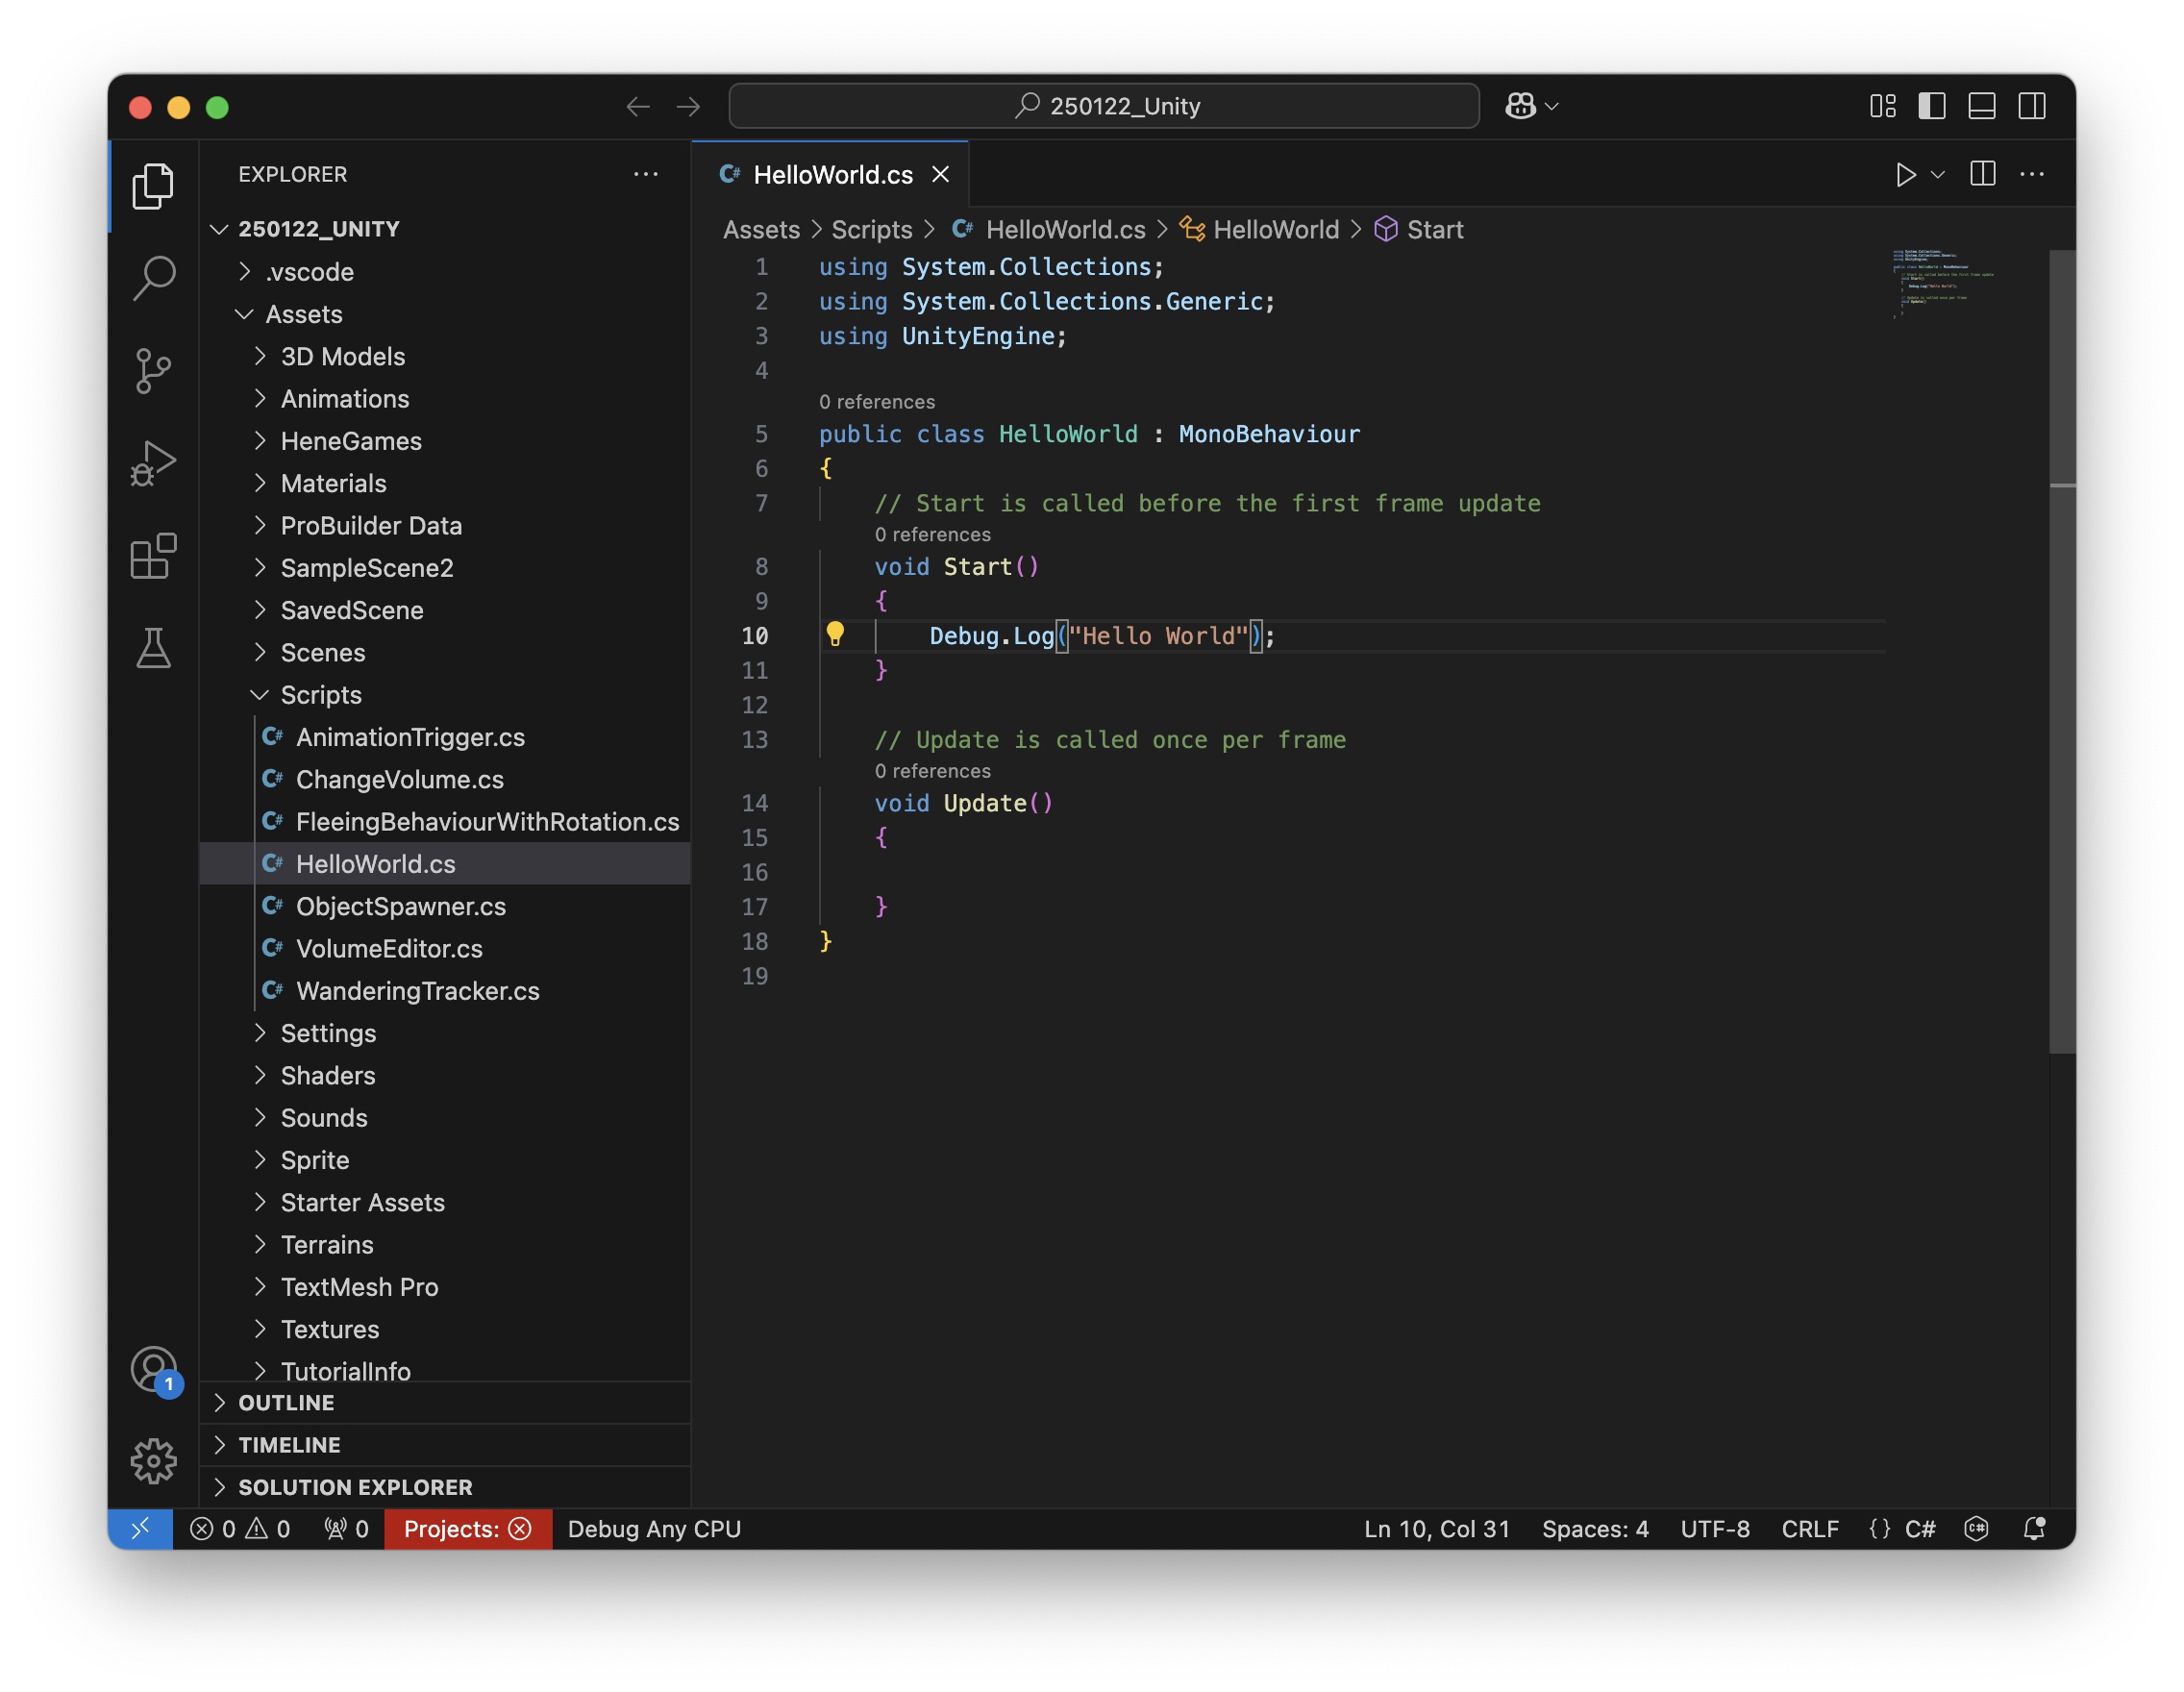 250122_Unity
EXPLORER
250122_UNITY
.vscode
Assets
3D Models
Animations
HeneGames
Materials
ProBuilder Data
SampleScene2
SavedScene
Scenes
Scripts
C# AnimationTrigger.cs
C# ChangeVolume.cs
C# FleeingBehaviourWithRotation.cs
C# HelloWorld.cs
C# ObjectSpawner.cs
C# VolumeEditor.cs
C# WanderingTracker.cs
Settings
Shaders
Sounds
Sprite
Starter Assets
Terrains
TextMesh Pro
Textures
TutorialInfo
OUTLINE
TIMELINE
SOLUTION EXPLORER
1
C# HelloWorld.cs
Assets > Scripts > C# HelloWorld.cs > HelloWorld > Start
1 using System.Collections;
2 using System.Collections.Generic;
3 using UnityEngine;
4
0 references
5 public class HelloWorld : MonoBehaviour
6 {
7 // Start is called before the first frame update
0 references
8 void Start()
9 {
10 Debug.Log("Hello World");
11 }
12
13 // Update is called once per frame
0 references
14 void Update()
15 {
16
17 }
18 }
19
0 0 0 Projects: Debug Any CPU Ln 10, Col 31 Spaces: 4 UTF-8 CRLF {} C#